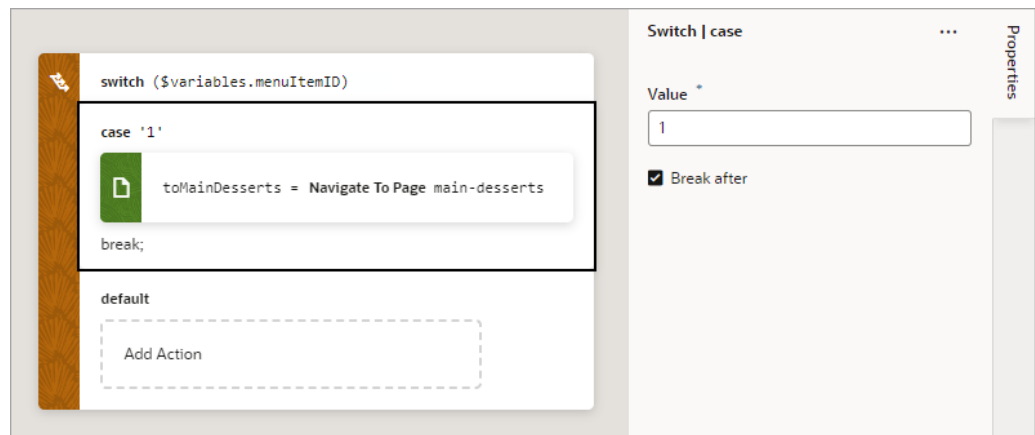 switch ($variables.menuItemID)
case '1'
toMainDesserts = Navigate To Page main-desserts
break;
default
Add Action
Switch | case
...
Value *
1
Break after
Properties